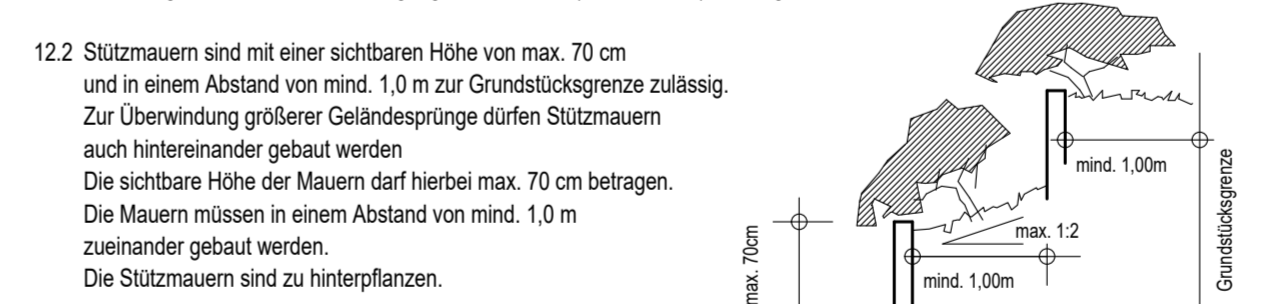 12.2 Stützmauern sind mit einer sichtbaren Höhe von max. 70 cm
und in einem Abstand von mind. 1,0 m zur Grundstücksgrenze zulässig.
Zur Überwindung größerer Geländesprünge dürfen Stützmauern
auch hintereinander gebaut werden
Die sichtbare Höhe der Mauern darf hierbei max. 70 cm betragen.
Die Mauern müssen in einem Abstand von mind. 1,0 m
zueinander gebaut werden.
Die Stützmauern sind zu hinterpflanzen.
mind. 1,00m
max. 1:2
mind. 1,00m
max. 70cm
Grundstücksgrenze